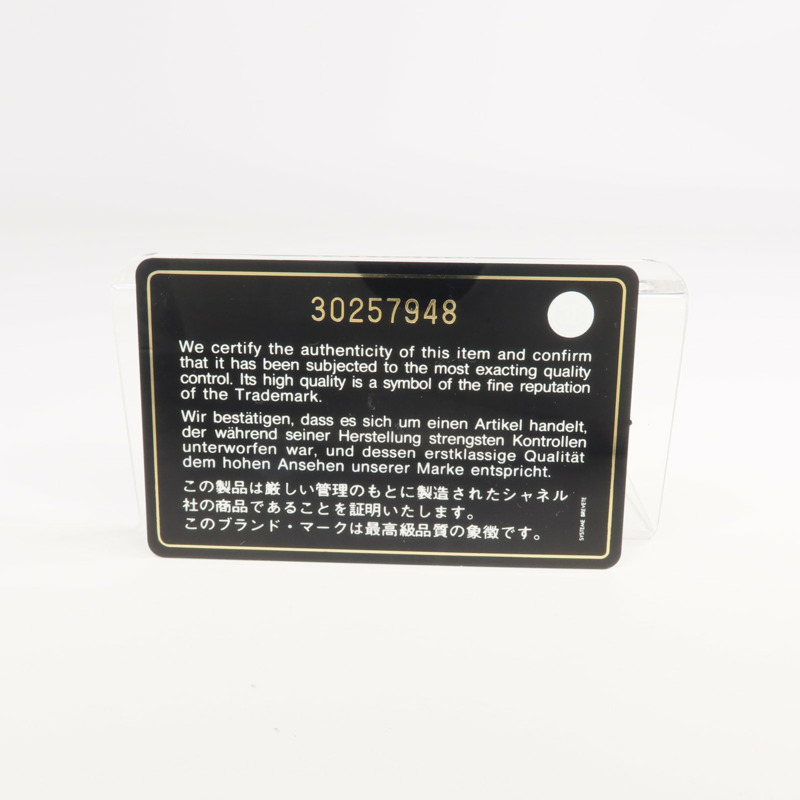 30257948
We certify the authenticity of this item and confirm
that it has been subjected to the most exacting quality
control. Its high quality is a symbol of the fine reputation
of the Trademark.
Wir bestätigen, dass es sich um einen Artikel handelt,
der während seiner Herstellung strengsten Kontrollen
unterworfen war, und dessen erstklassige Qualität
dem hohen Ansehen unserer Marke entspricht.
この製品は厳しい管理のもとに製造されたシャネル
社の商品であることを証明いたします。
このブランド・マークは最高級品質の象徴です。
SYSTEME BREVETE